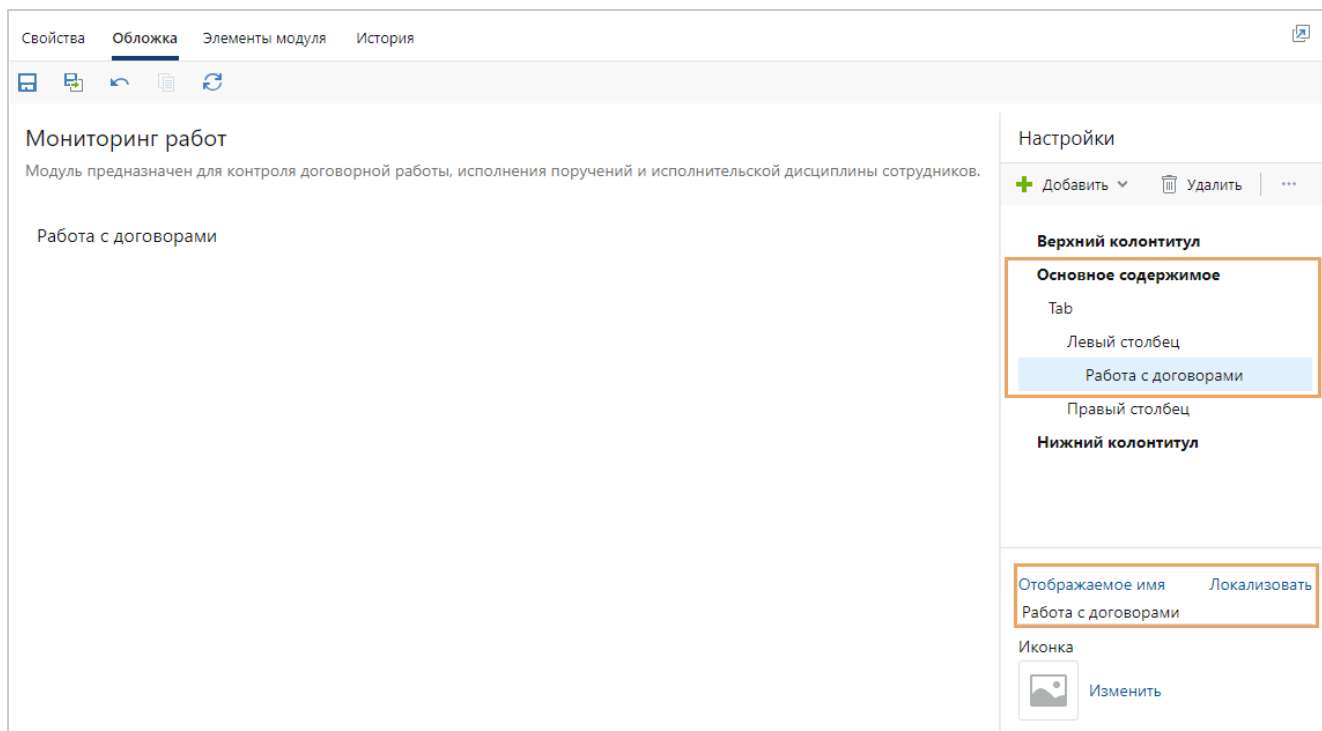 Свойства Обложка Элементы модуля История
Мониторинг работ
Модуль предназначен для контроля договорной работы, исполнения поручений и исполнительской дисциплины сотрудников.
Работа с договорами
Настройки
Добавить Удалить ...
Верхний колонтитул
Основное содержимое
Tab
Левый столбец
Работа с договорами
Правый столбец
Нижний колонтитул
Отображаемое имя Локализовать
Работа с договорами
Иконка
Изменить